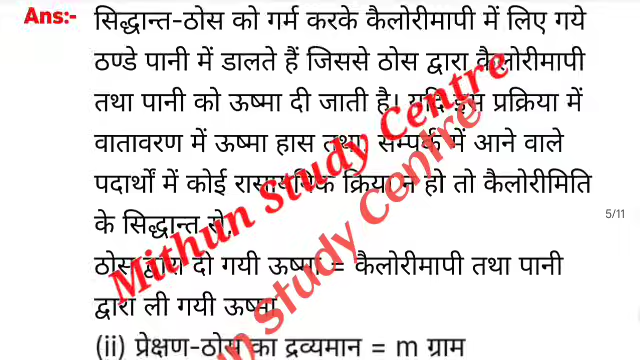 Ans:- सिद्धान्त-ठोस को गर्म करके कैलोरीमापी में लिए गये
ठण्डे पानी में डालते हैं जिससे ठोस द्वारा कैलोरीमापी
तथा पानी को ऊष्मा दी जाती है। यदि इस प्रक्रिया में
वातावरण में ऊष्मा हास तथा सम्पर्क में आने वाले
पदार्थों में कोई रासायनिक क्रिया न हो तो कैलोरीमिति
के सिद्धान्त से,
5/11
ठोस द्वारा दी गयी ऊष्मा = कैलोरीमापी तथा पानी
द्वारा ली गयी ऊष्मा
(ii) प्रेक्षण-ठोस का द्रव्यमान = m ग्राम
Mithun Study Centre
Study Centre